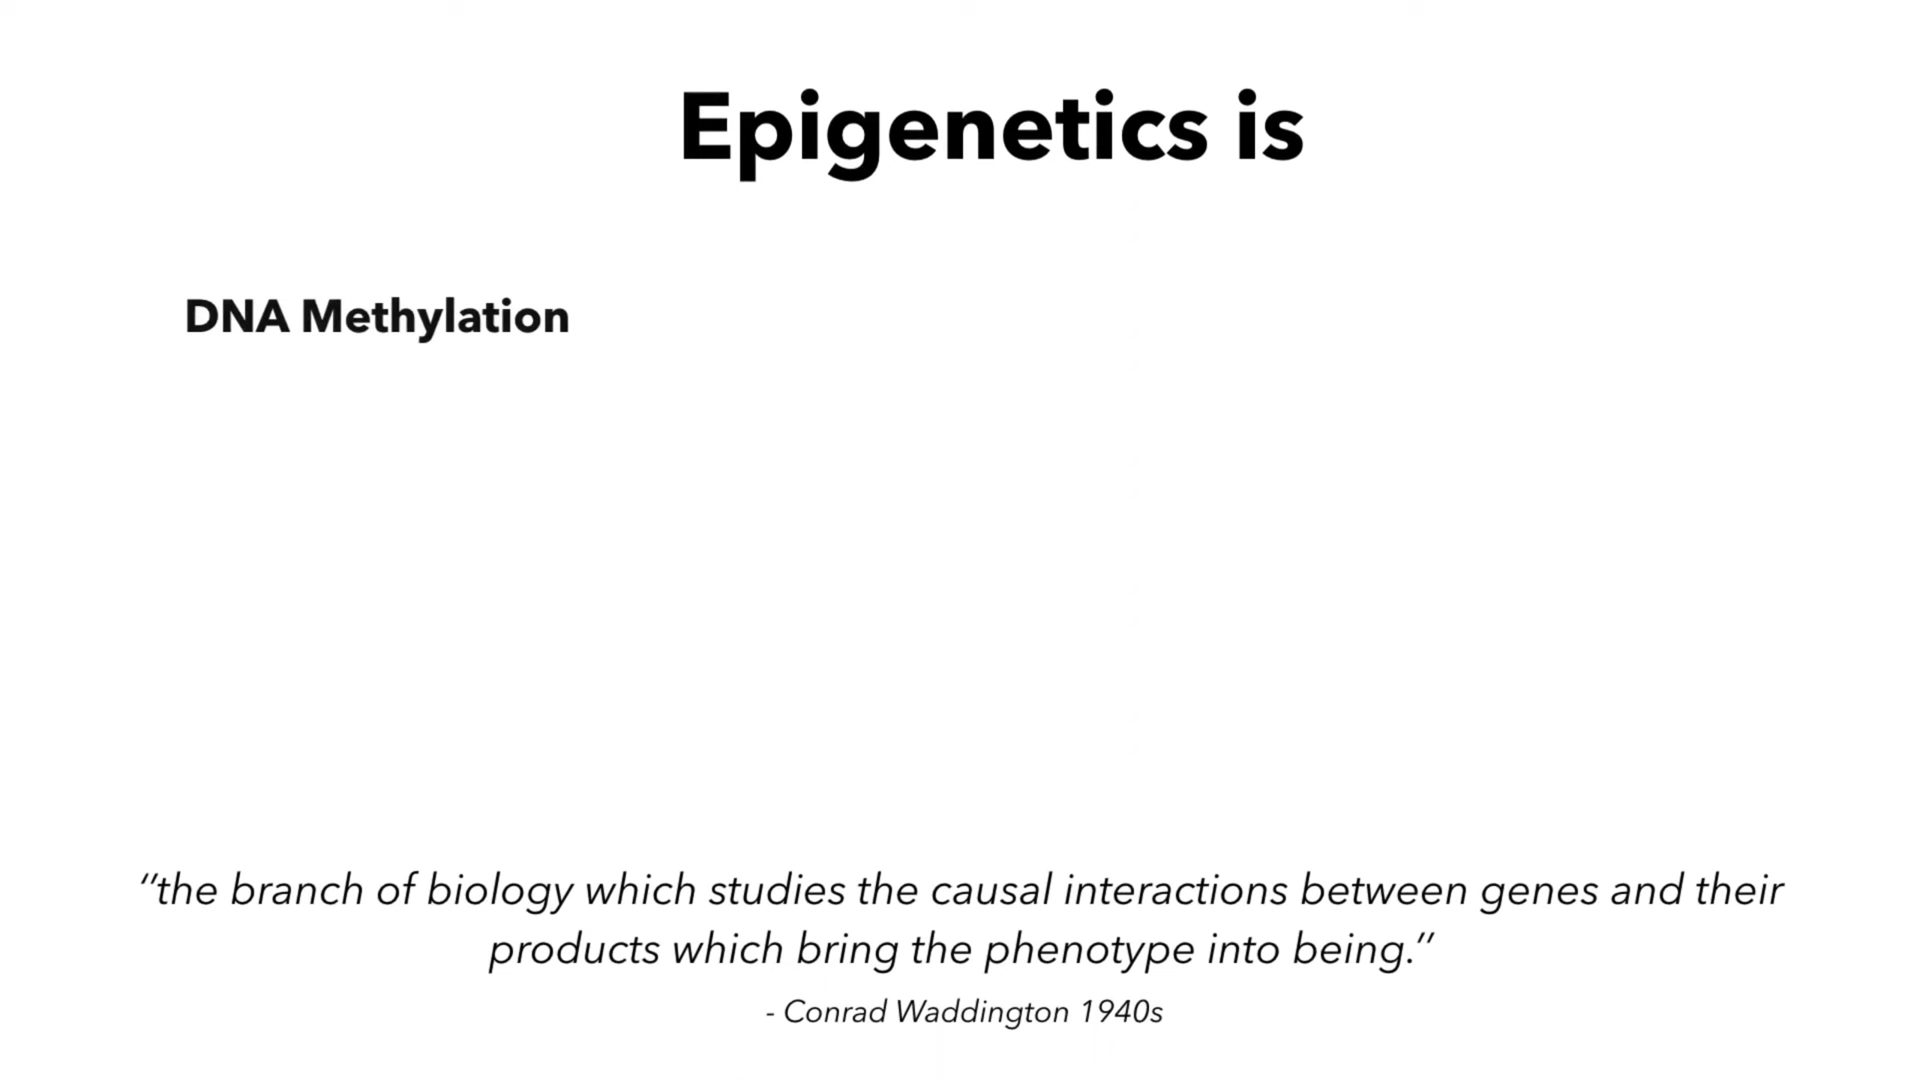 Epigenetics is
DNA Methylation
“the branch of biology which studies the causal interactions between genes and their
products which bring the phenotype into being.”
- Conrad Waddington 1940s